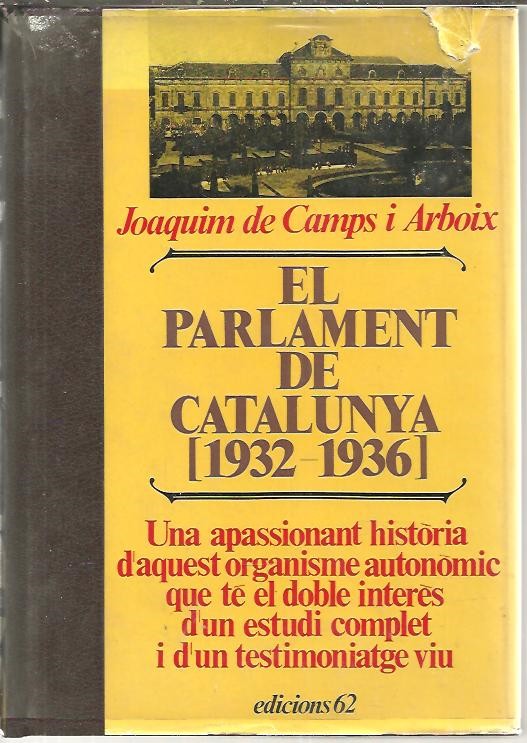 Joaquim de Camps i Arboix
EL
PARLAMENT
DE
CATALUNYA
[1932-1936]
Una apassionant història
d'aquest organisme autonòmic
que té el doble interès
d'un estudi complet
i d'un testimoniatge viu
edicions 62